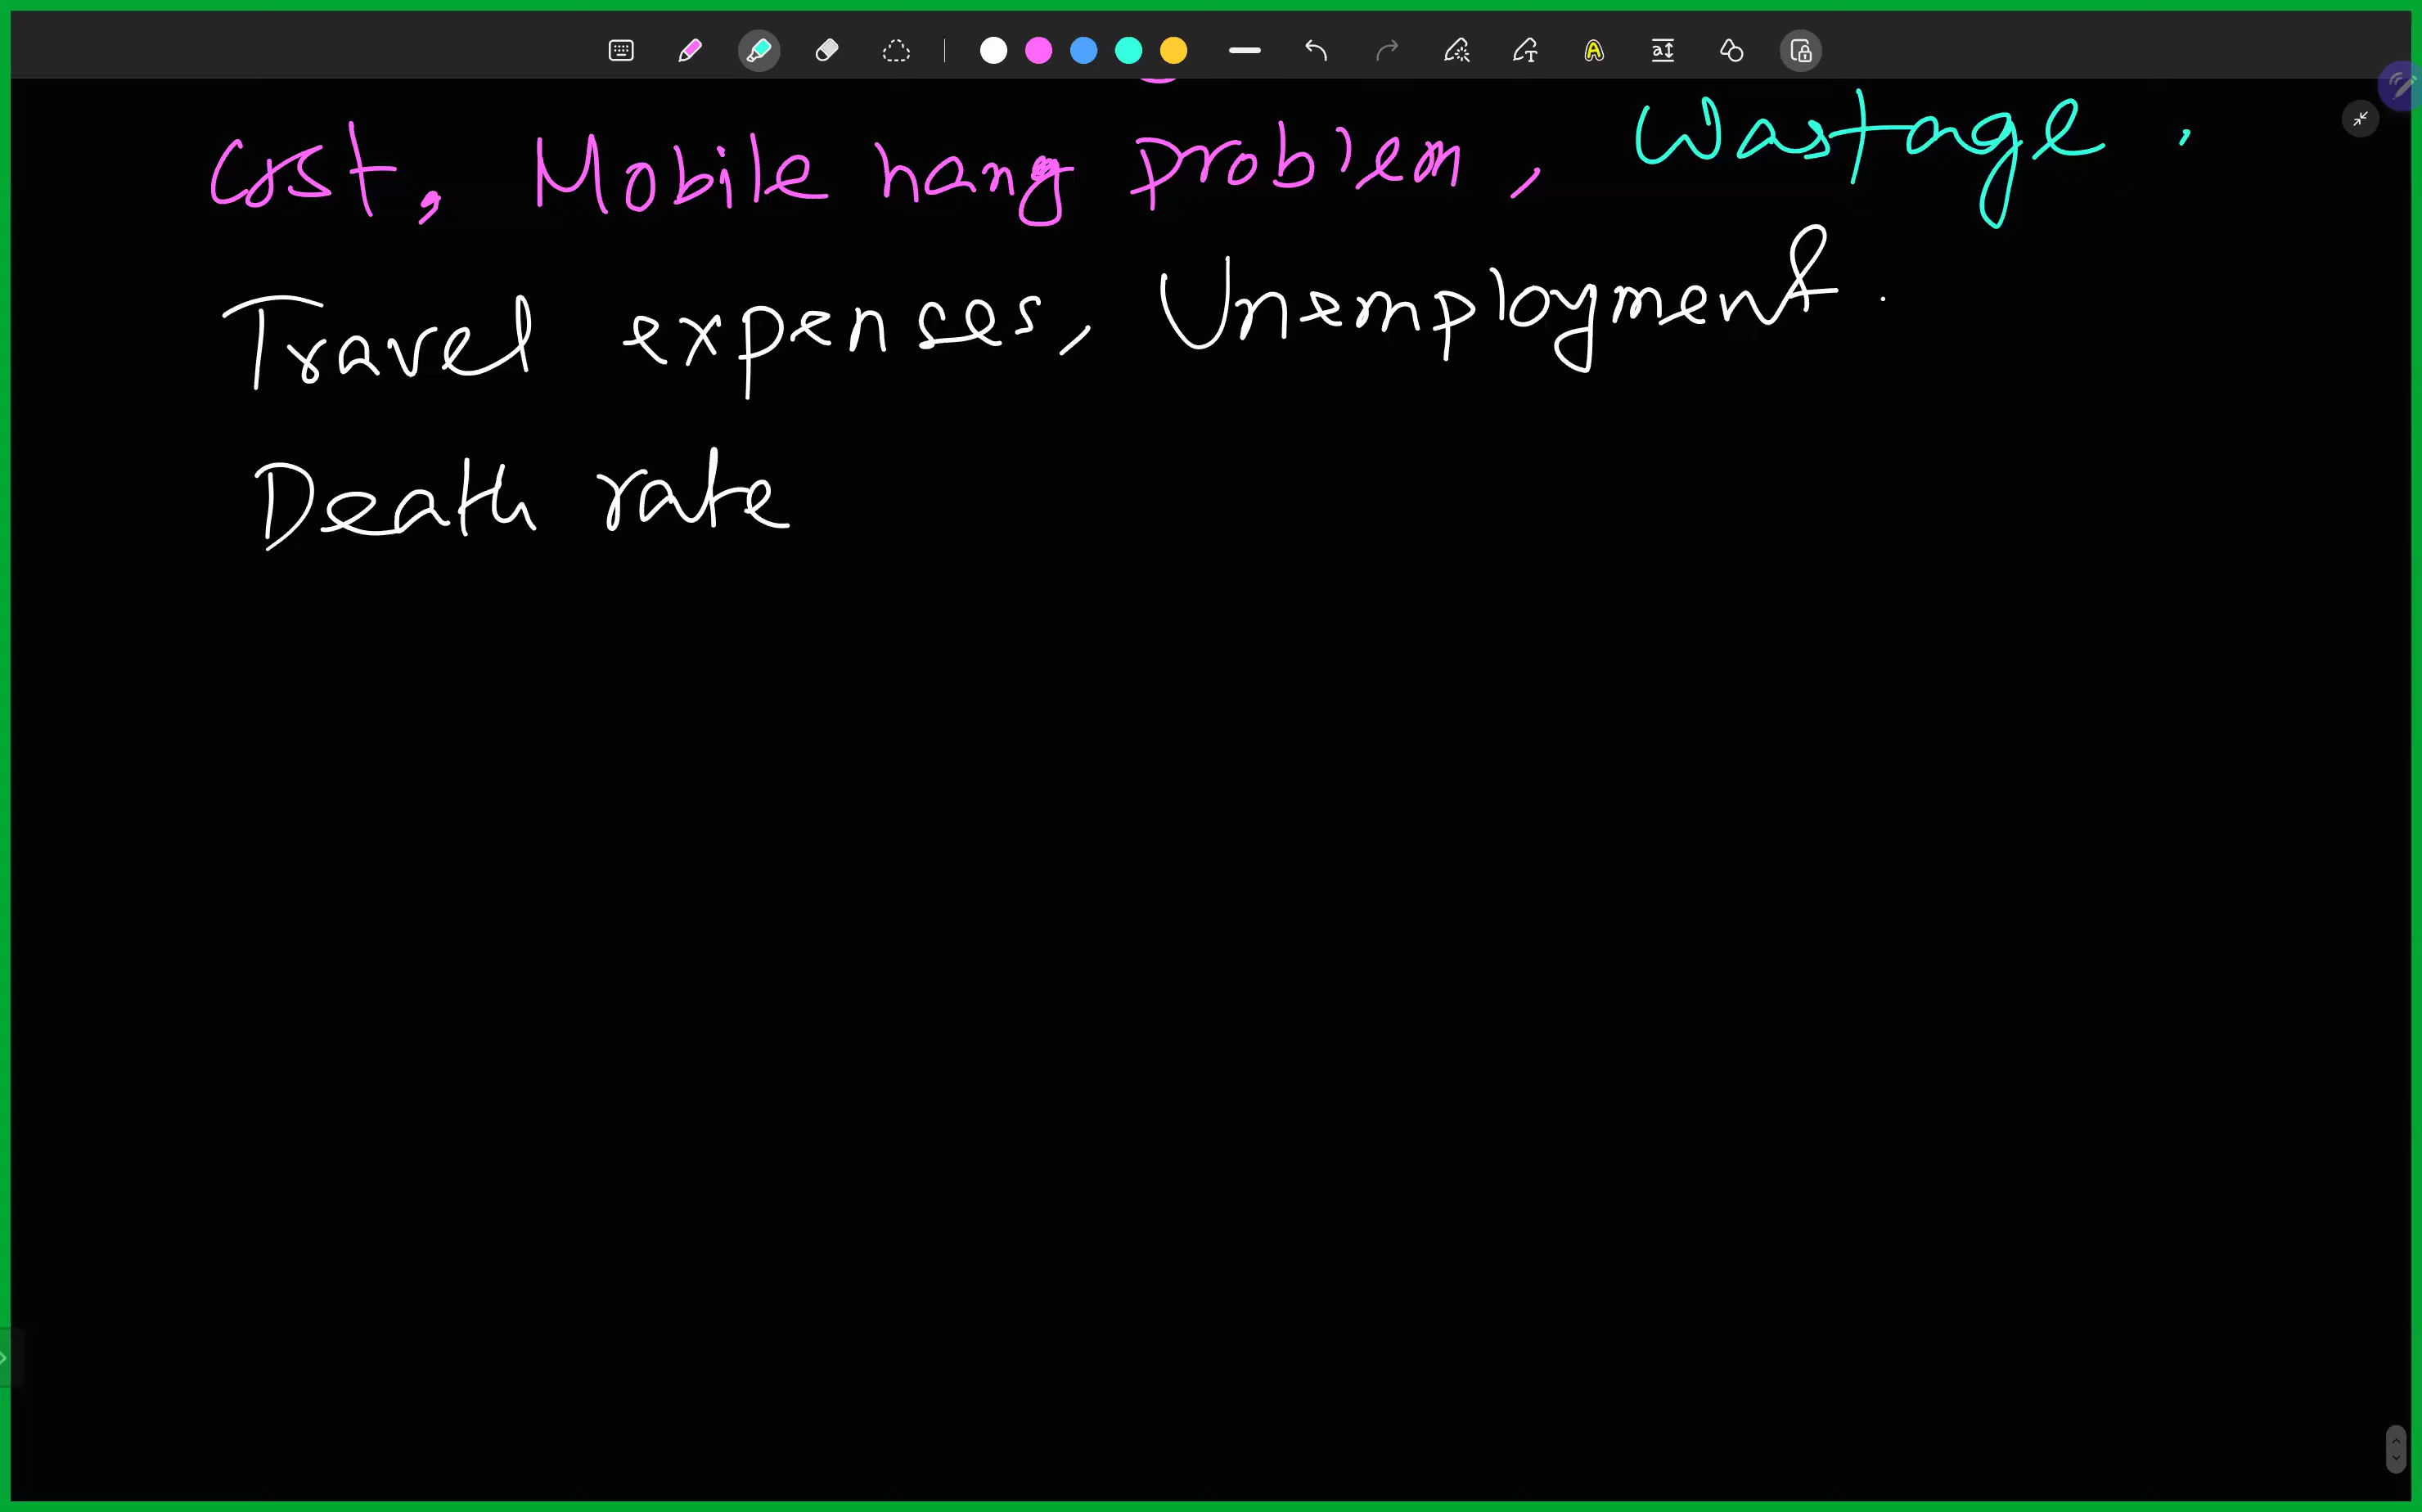 Cost, Mobile hang problem, Wastage,
Travel expenses, Unemployment.
Death rate